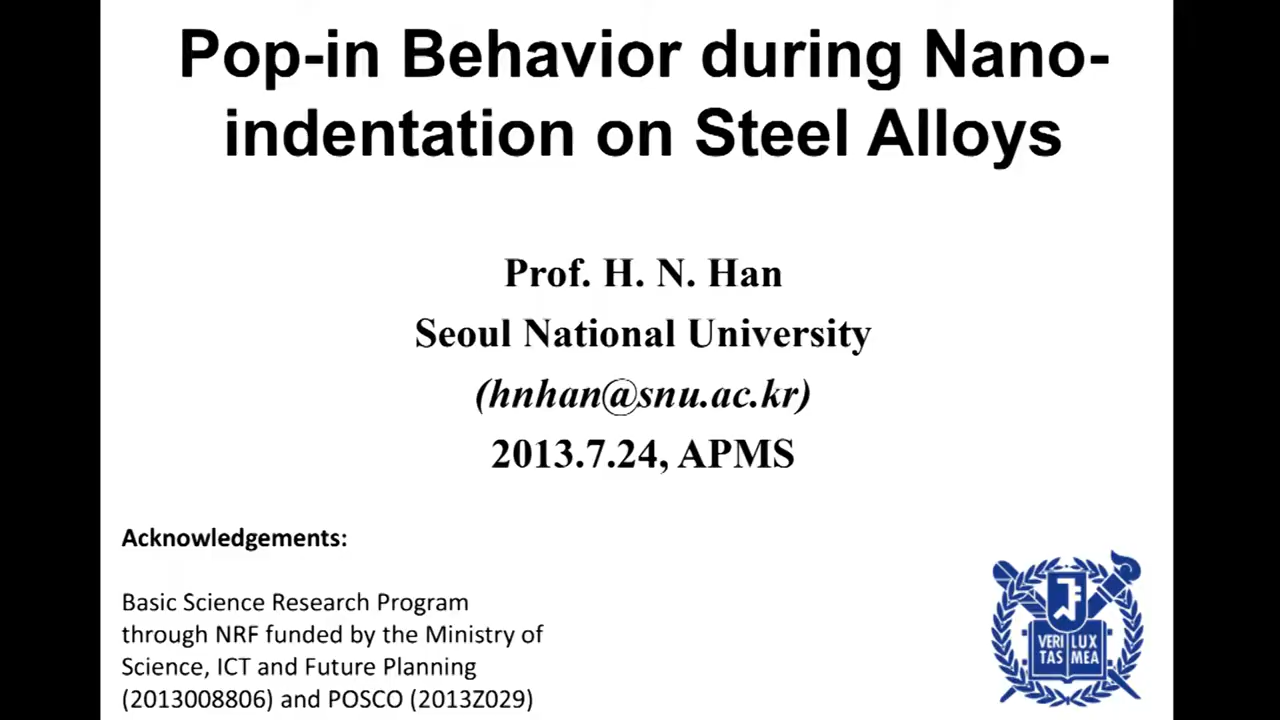 Pop-in Behavior during Nano-
indentation on Steel Alloys
Prof. H. N. Han
Seoul National University
(hnhan@snu.ac.kr)
2013.7.24, APMS
Acknowledgements:
Basic Science Research Program
through NRF funded by the Ministry of
Science, ICT and Future Planning
(2013008806) and POSCO (2013Z029)
VERI LUX
TAS MEA